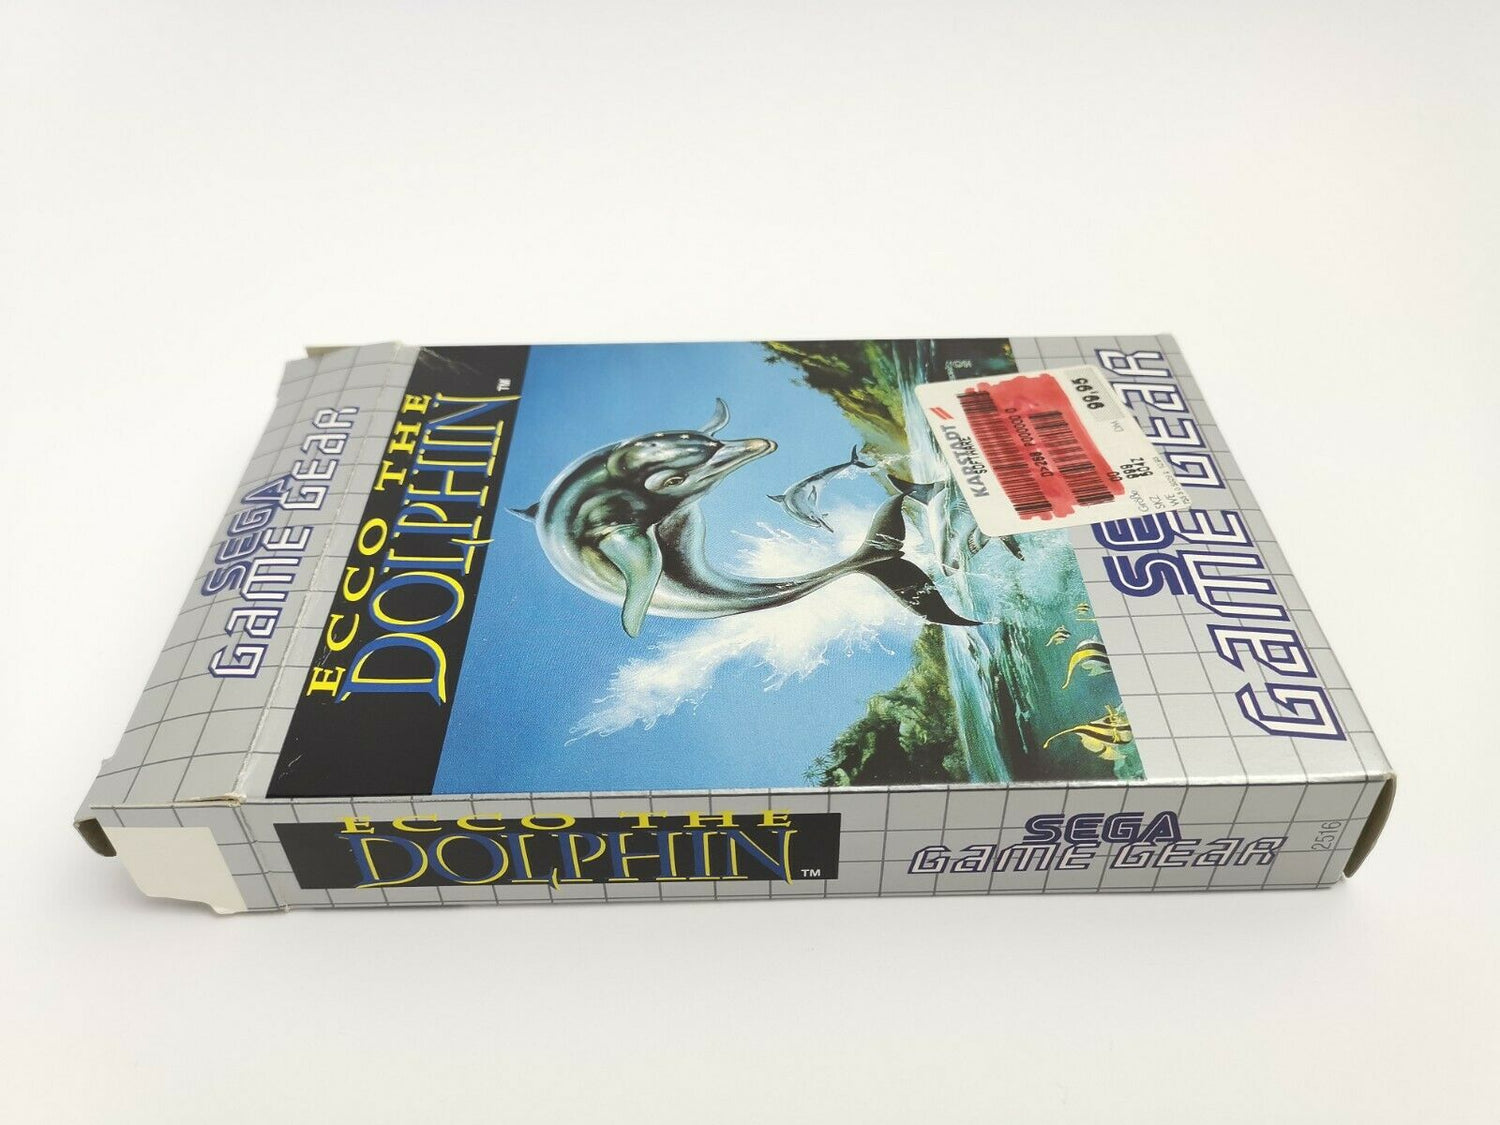 SEGA
GAME GEAR
ECCO THE
DOLPHIN
TM
SEGA
GAME GEAR
99,95
KARSTADT
SOFTWARE
ECCO THE
DOLPHIN
TM
SEGA
GAME GEAR
2516